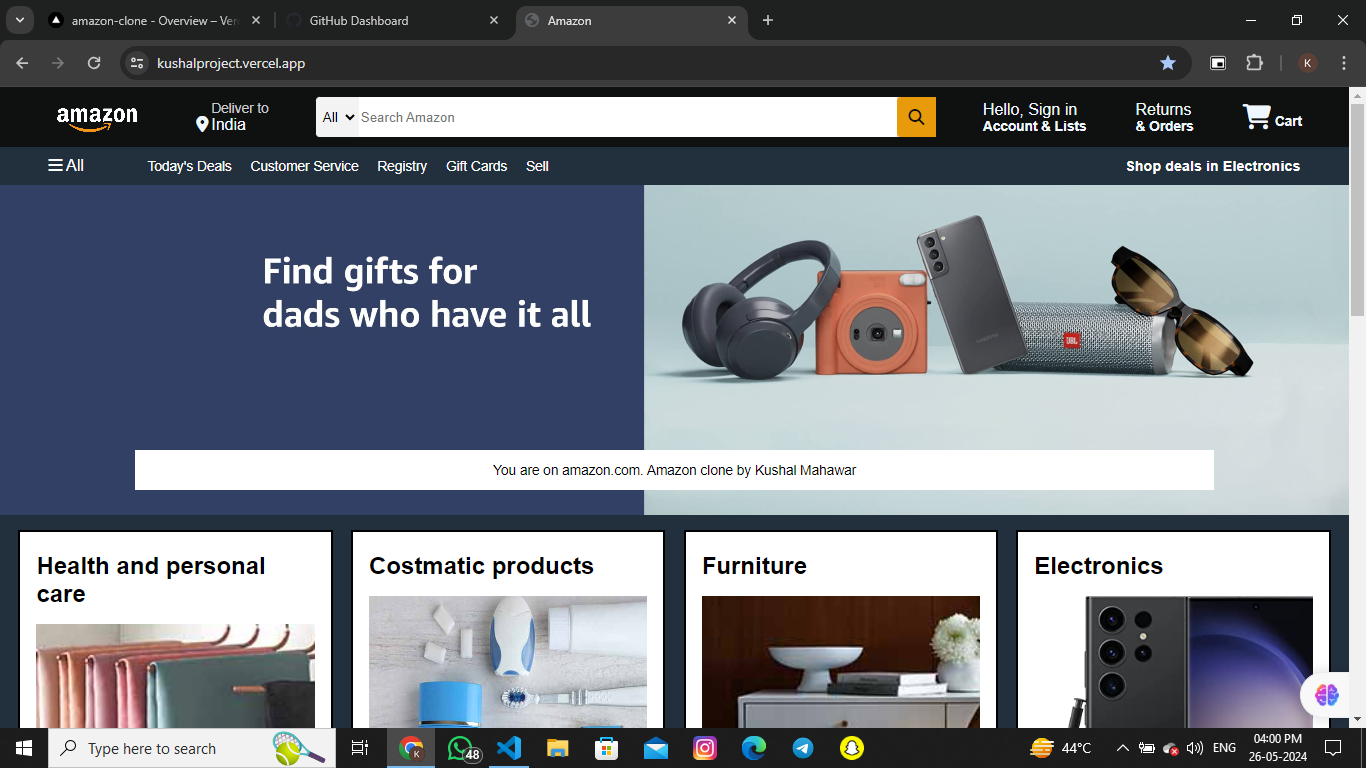 amazon-clone - Overview – Ver
GitHub Dashboard
Amazon
kushalproject.vercel.app
K
amazon
Deliver to
India
All
Search Amazon
Hello, Sign in
Account & Lists
Returns
& Orders
Cart
All
Today's Deals
Customer Service
Registry
Gift Cards
Sell
Shop deals in Electronics
Find gifts for
dads who have it all
JBL
You are on amazon.com. Amazon clone by Kushal Mahawar
Health and personal
care
Costmatic products
Furniture
Electronics
Type here to search
K
48
44°C
ENG
04:00 PM
26-05-2024